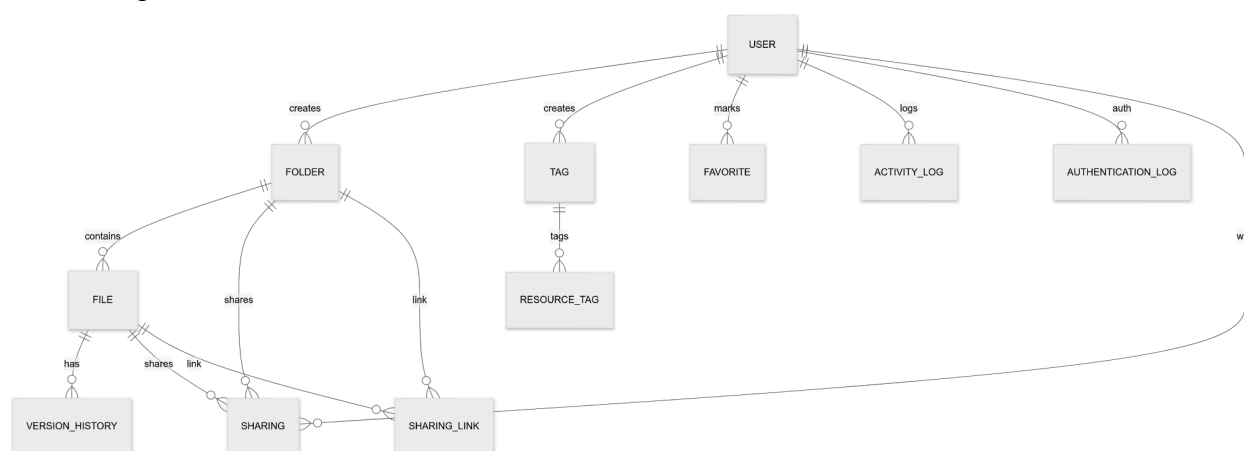 USER
creates
creates
marks
logs
auth
FOLDER
TAG
FAVORITE
ACTIVITY_LOG
AUTHENTICATION_LOG
contains
tags
w
FILE
shares
link
RESOURCE_TAG
has
shares
link
VERSION_HISTORY
SHARING
SHARING_LINK